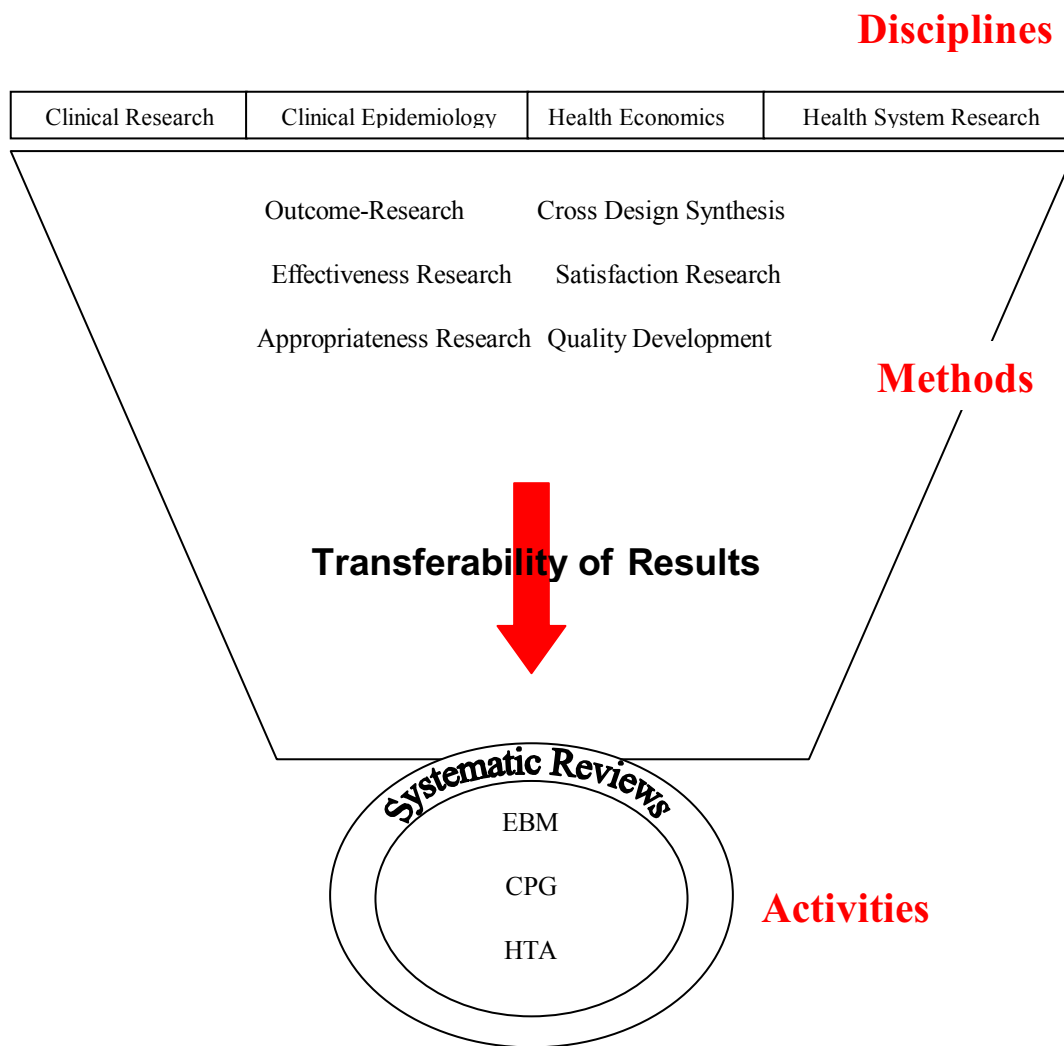 Disciplines
Clinical Research Clinical Epidemiology Health Economics Health System Research
Outcome-Research Cross Design Synthesis
Effectiveness Research Satisfaction Research
Appropriateness Research Quality Development
Methods
Transferability of Results
Systematic Reviews
EBM
CPG
Activities
HTA